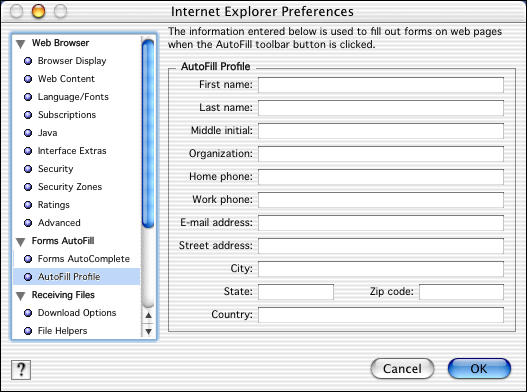 Internet Explorer Preferences
Web Browser
Browser Display
Web Content
Language/Fonts
Subscriptions
Java
Interface Extras
Security
Security Zones
Ratings
Advanced
Forms AutoFill
Forms AutoComplete
AutoFill Profile
Receiving Files
Download Options
File Helpers
The information entered below is used to fill out forms on web pages
when the AutoFill toolbar button is clicked.
AutoFill Profile
First name:
Last name:
Middle initial:
Organization:
Home phone:
Work phone:
E-mail address:
Street address:
City:
State: Zip code:
Country:
? Cancel OK